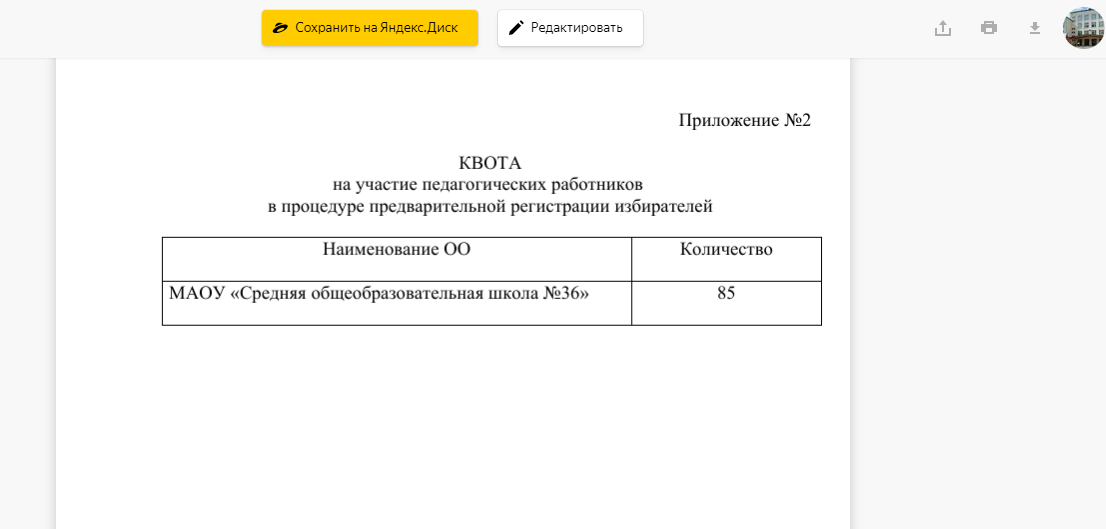 Сохранить на Яндекс.Диск
Редактировать
Приложение №2
КВОТА
на участие педагогических работников
в процедуре предварительной регистрации избирателей
Наименование ОО
Количество
МАОУ «Средняя общеобразовательная школа №36»
85